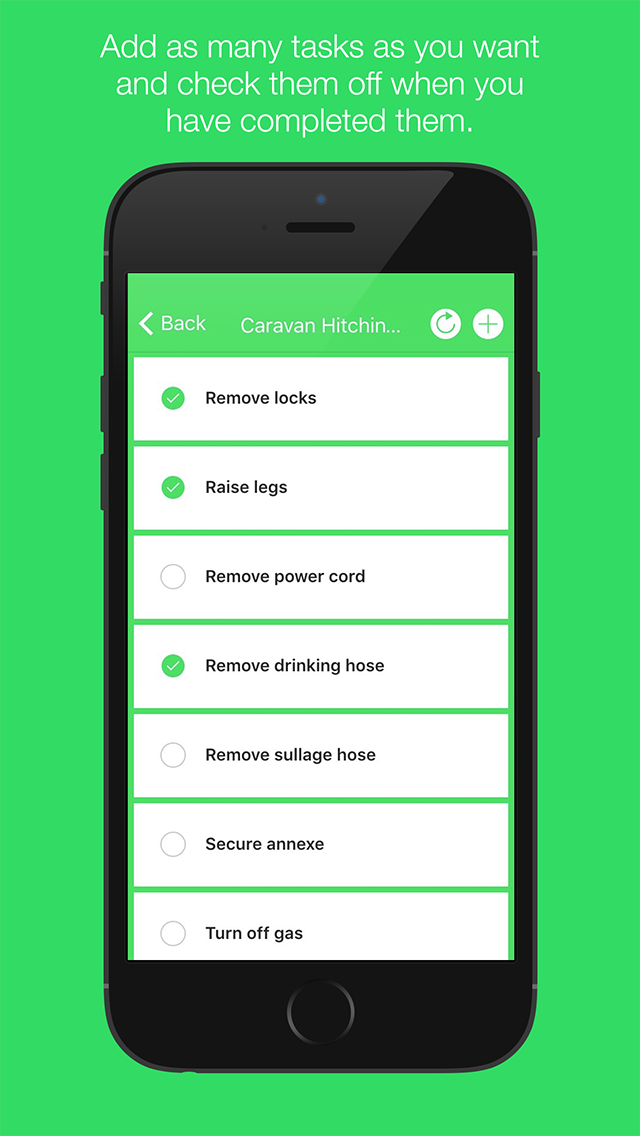 Add as many tasks as you want
and check them off when you
have completed them.
Back
Caravan Hitchin...
Remove locks
Raise legs
Remove power cord
Remove drinking hose
Remove sullage hose
Secure annexe
Turn off gas